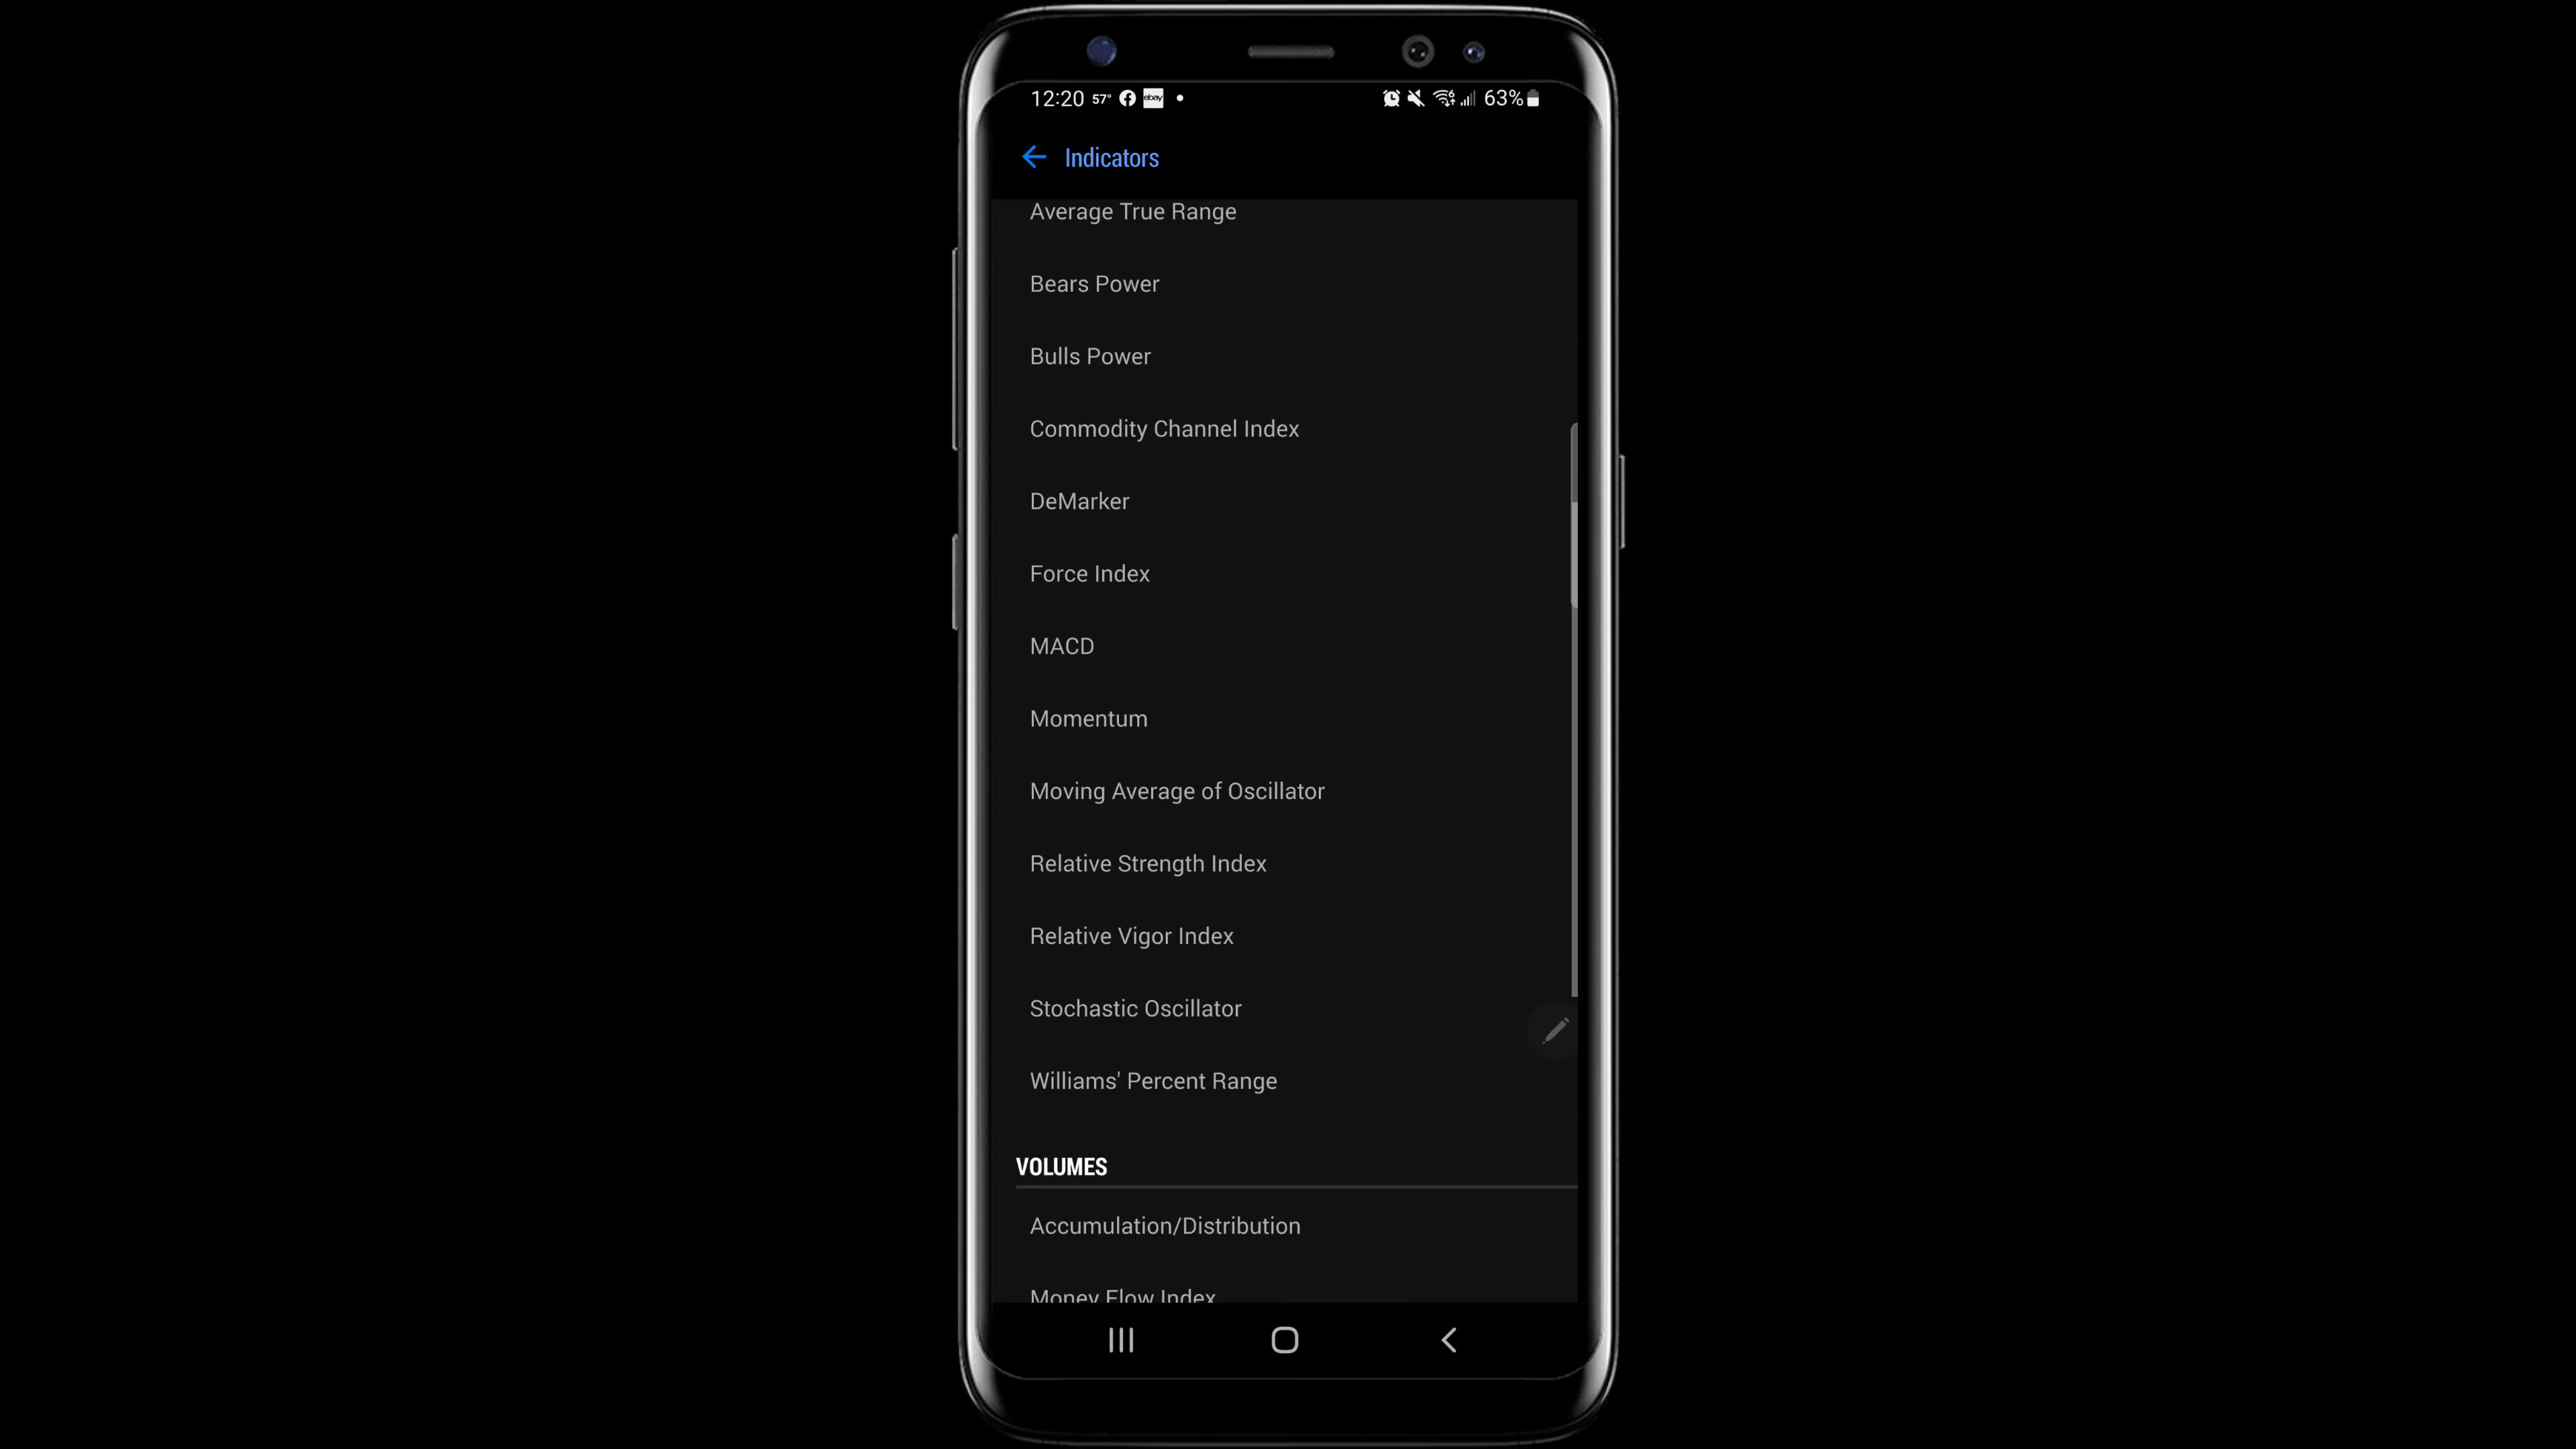 12:20 57° ebay 63%
Indicators
Average True Range
Bears Power
Bulls Power
Commodity Channel Index
DeMarker
Force Index
MACD
Momentum
Moving Average of Oscillator
Relative Strength Index
Relative Vigor Index
Stochastic Oscillator
Williams' Percent Range
VOLUMES
Accumulation/Distribution
Money Flow Index